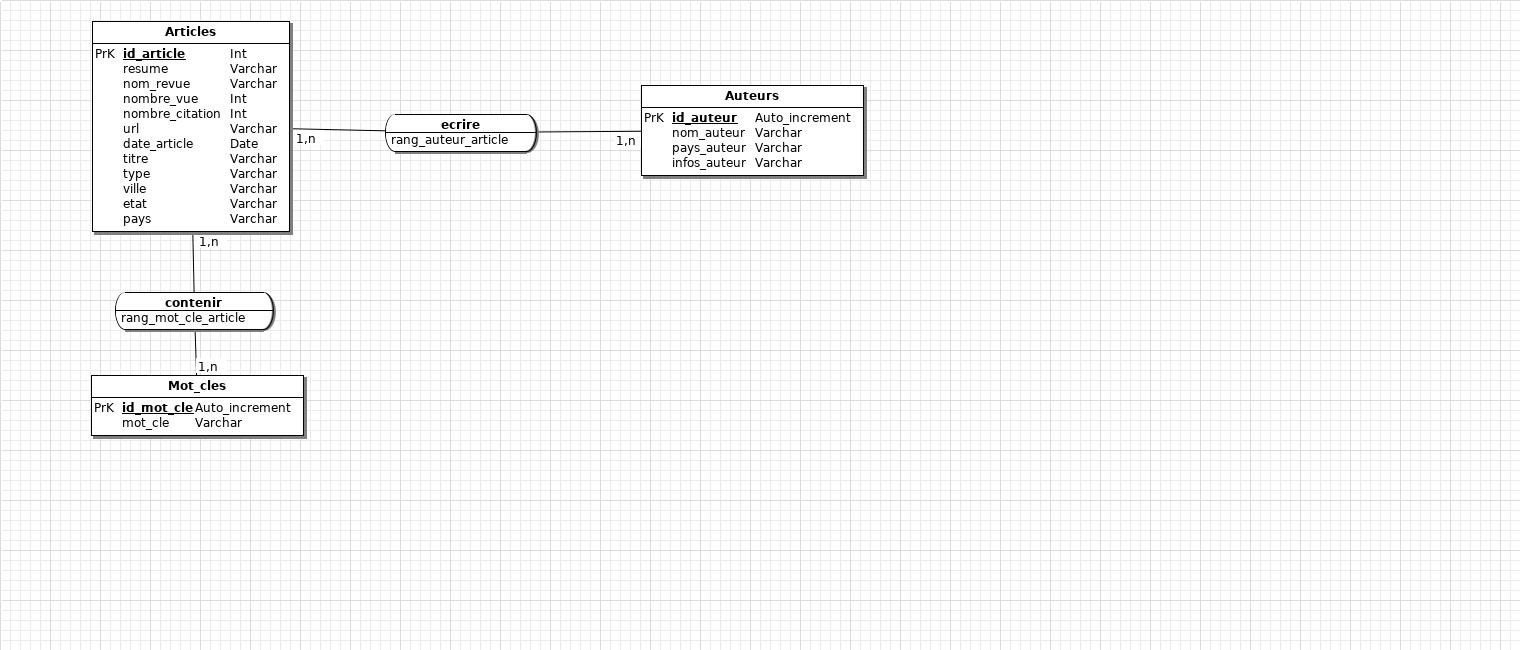 Articles
PrK id_article Int
resume Varchar
nom_revue Varchar
nombre_vue Int
nombre_citation Int
url Varchar
date_article Date
titre Varchar
type Varchar
ville Varchar
etat Varchar
pays Varchar
1,n
ecrire
rang_auteur_article
1,n
Auteurs
PrK id_auteur Auto_increment
nom_auteur Varchar
pays_auteur Varchar
infos_auteur Varchar
1,n
contenir
rang_mot_cle_article
1,n
Mot_cles
PrK id_mot_cle Auto_increment
mot_cle Varchar